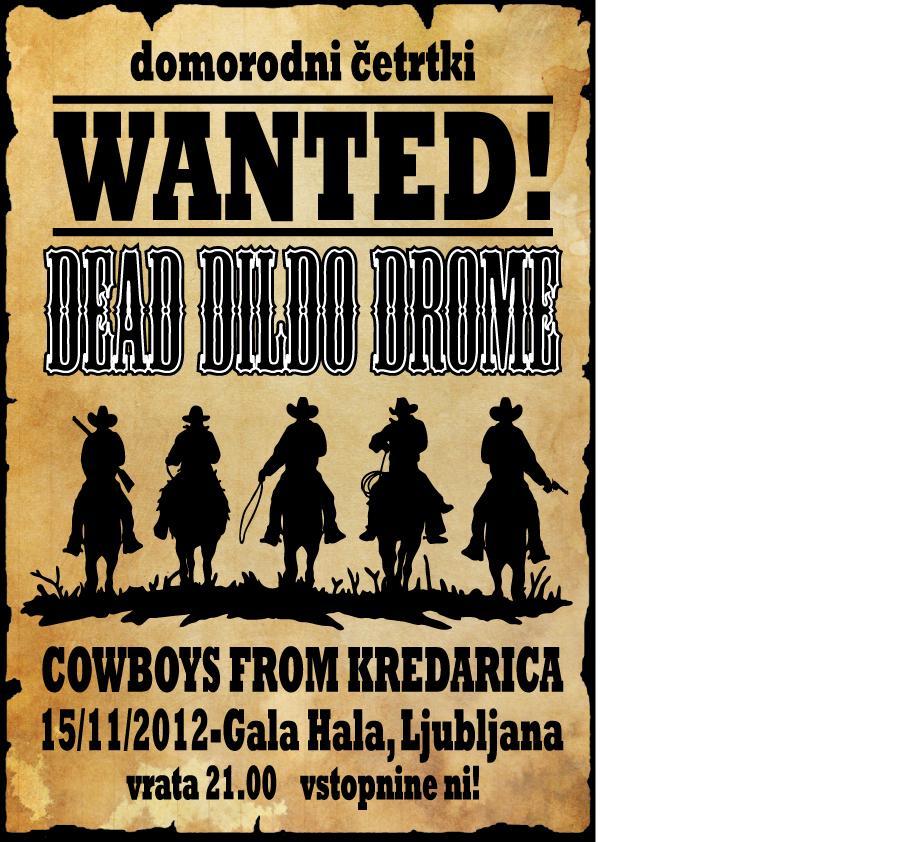 domorodni četrtki
WANTED!
DEAD DILDO DROME
COWBOYS FROM KREDARICA
15/11/2012-Gala Hala, Ljubljana
vrata 21.00 vstopnine ni!